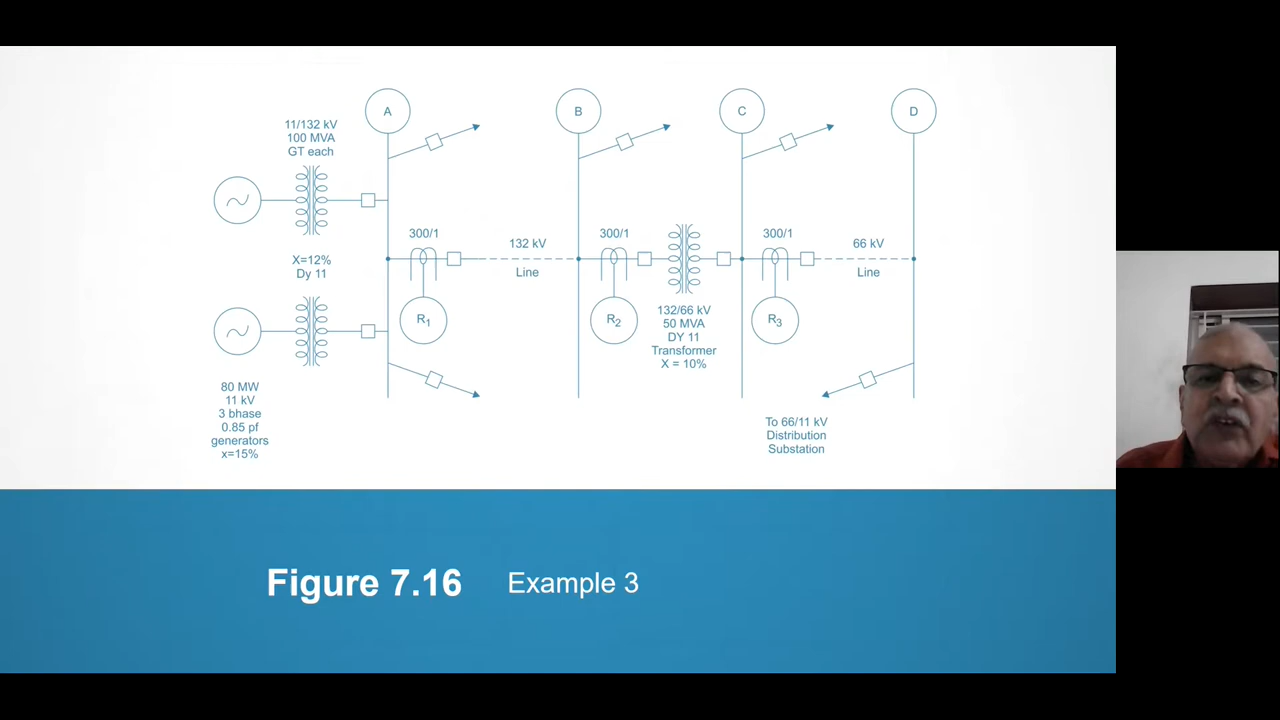 A
B
C
D
11/132 kV
100 MVA
GT each
300/1
300/1
300/1
132 kV
66 kV
X=12%
Dy 11
Line
Line
R1
R2
R3
132/66 kV
50 MVA
DY 11
Transformer
X = 10%
80 MW
11 kV
3 bhase
0.85 pf
generators
x=15%
To 66/11 kV
Distribution
Substation
Figure 7.16 Example 3